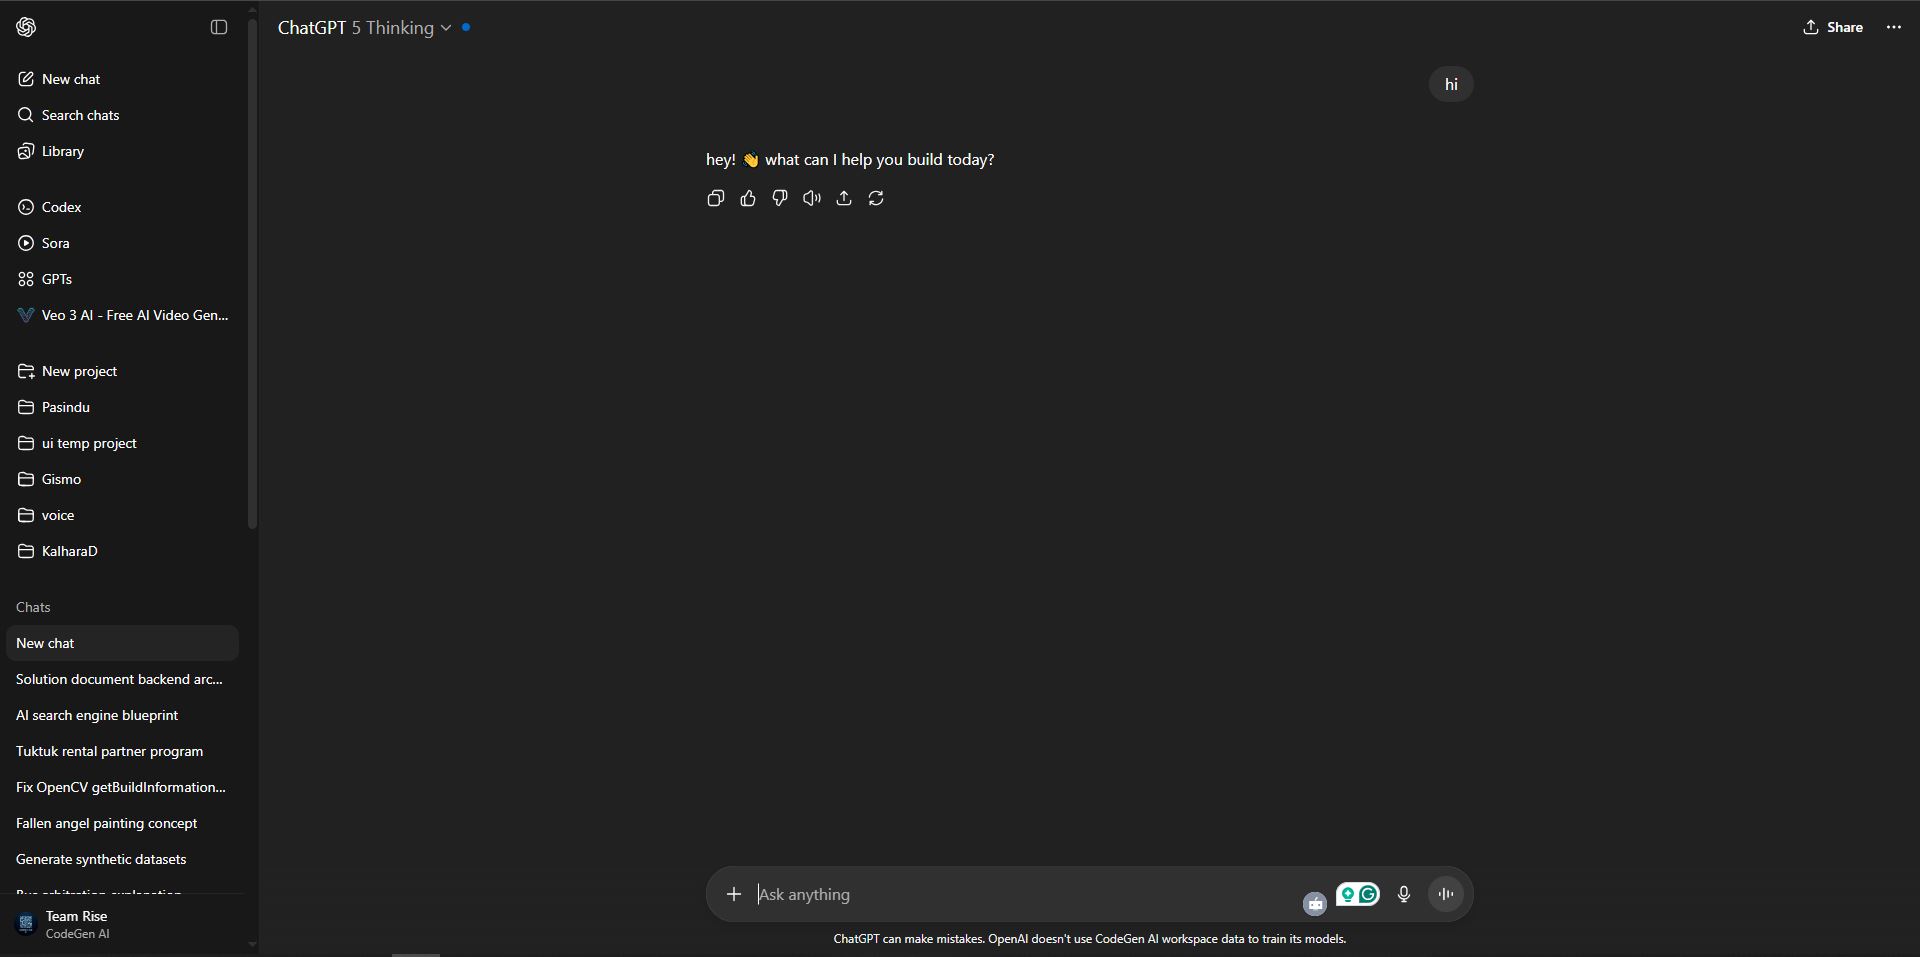 New chat
Search chats
Library
Codex
Sora
GPTs
Veo 3 AI - Free AI Video Gen...
New project
Pasindu
ui temp project
Gismo
voice
KalharaD
Chats
New chat
Solution document backend arc...
AI search engine blueprint
Tuktuk rental partner program
Fix OpenCV getBuildInformation...
Fallen angel painting concept
Generate synthetic datasets
Team Rise
CodeGen AI
ChatGPT 5 Thinking
Share
hi
hey! 👋 what can I help you build today?
Ask anything
ChatGPT can make mistakes. OpenAI doesn't use CodeGen AI workspace data to train its models.